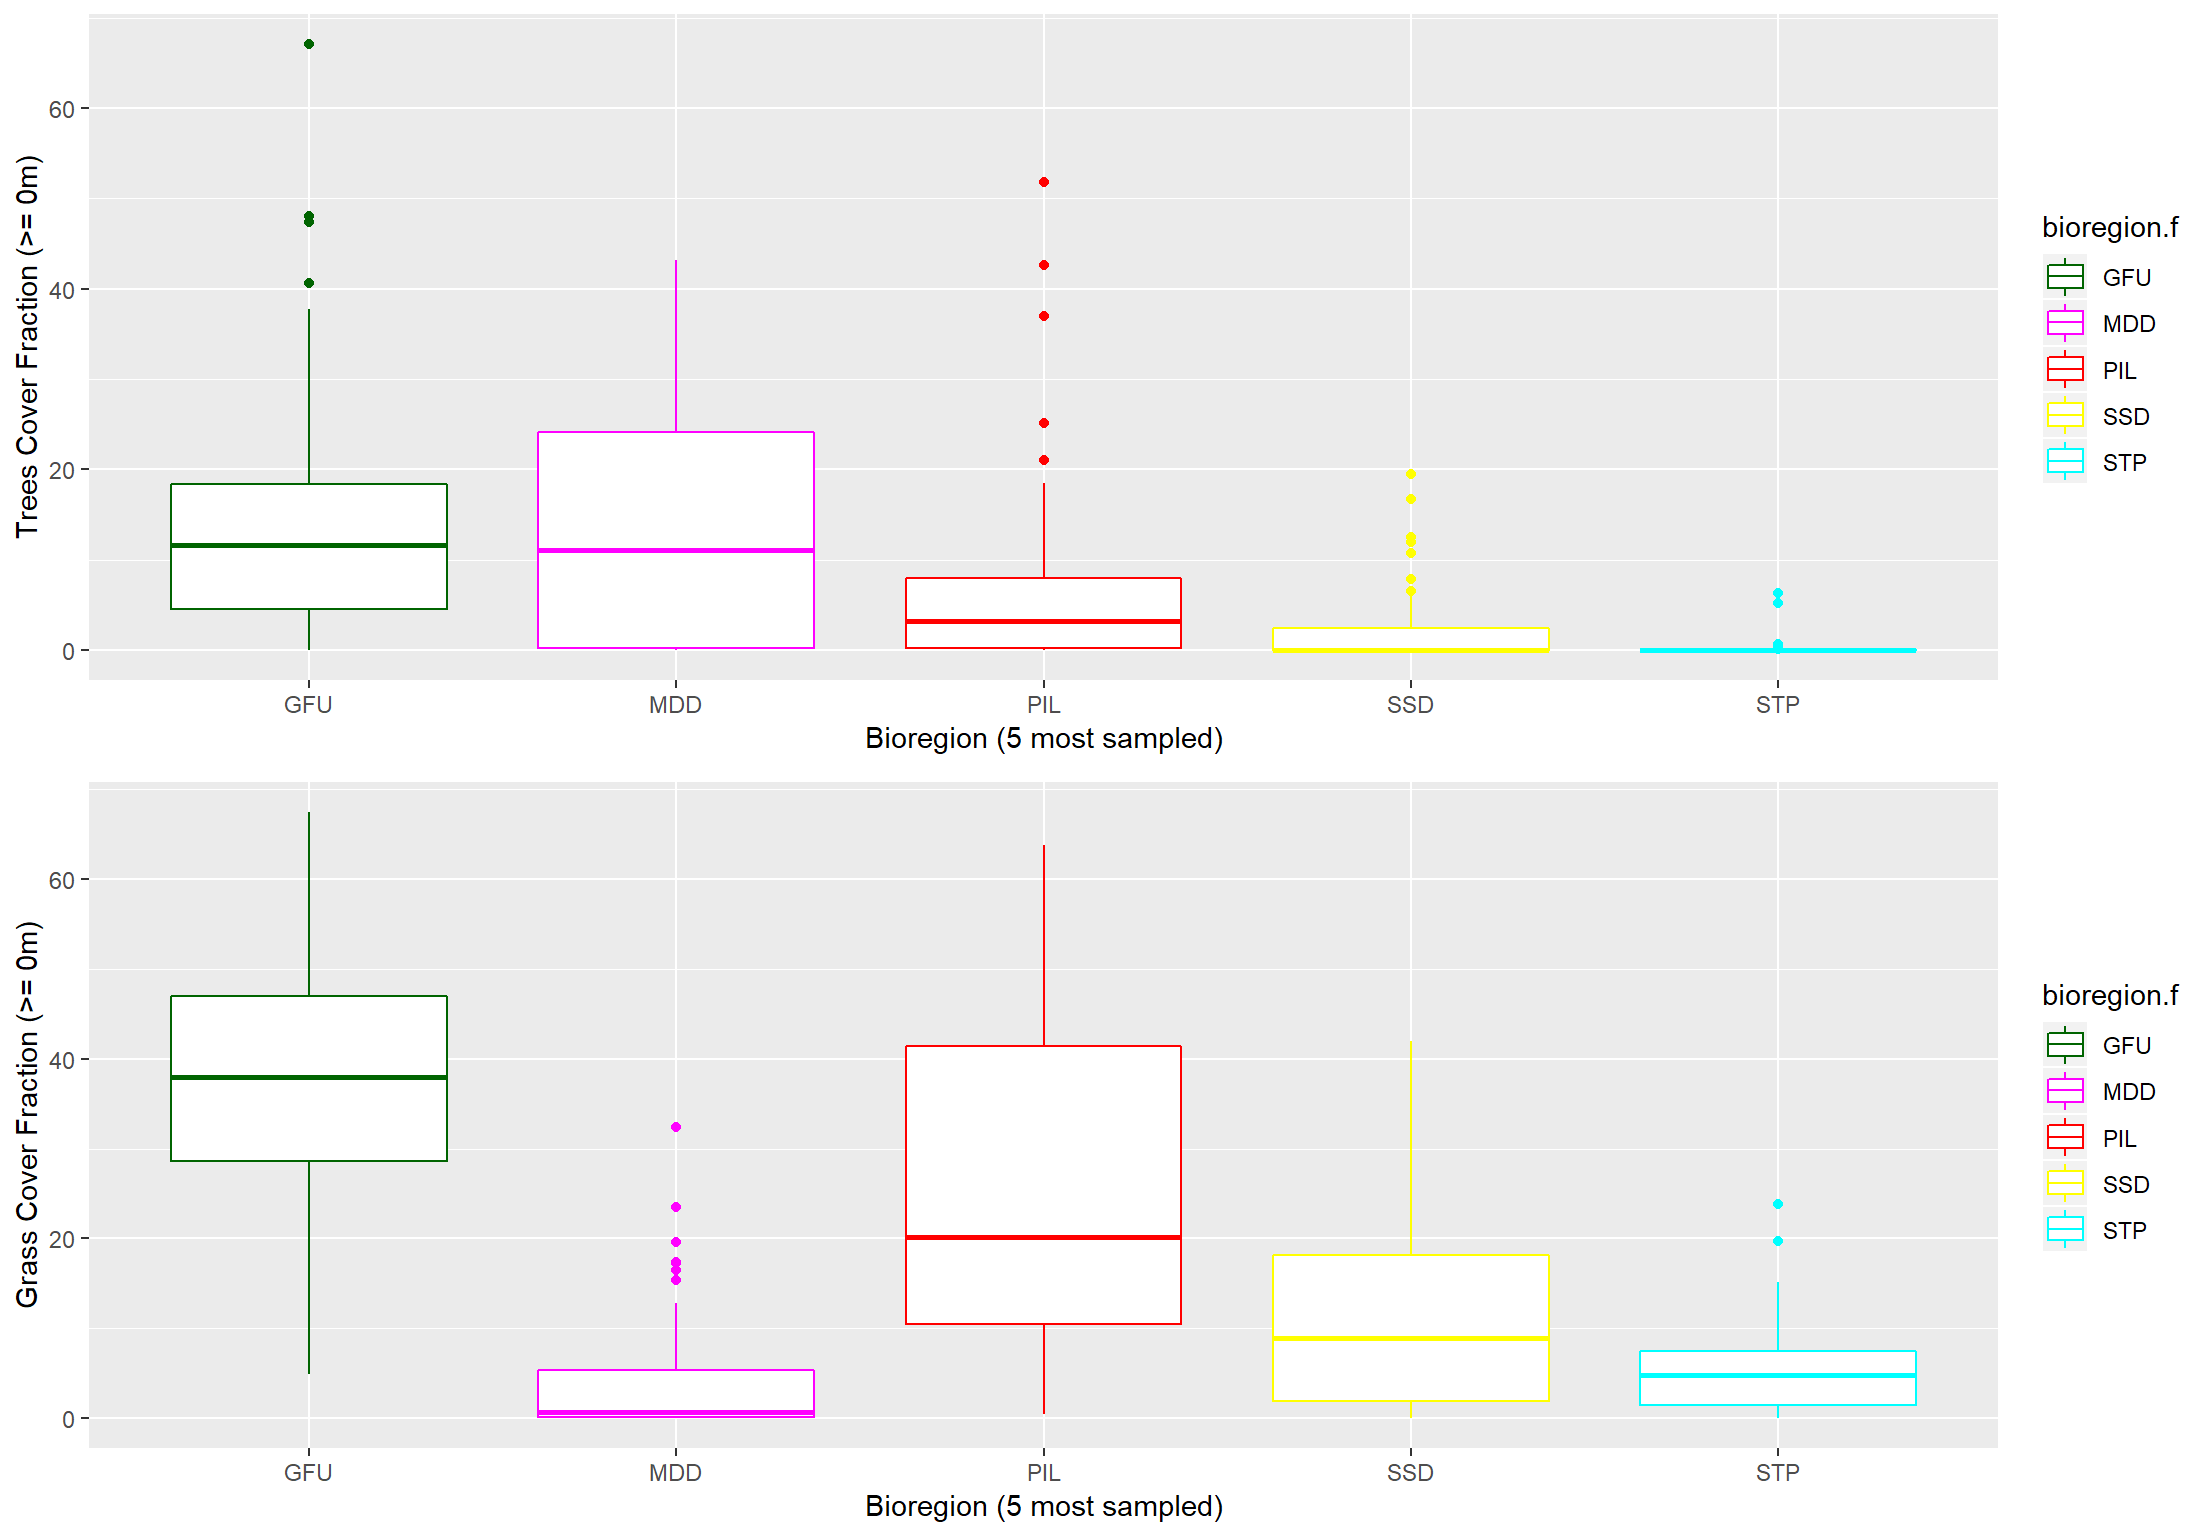 Trees Cover Fraction (>= 0m)
60
40
20
0
GFU MDD PIL SSD STP
Bioregion (5 most sampled)
bioregion.f
GFU
MDD
PIL
SSD
STP
Grass Cover Fraction (>= 0m)
60
40
20
0
GFU MDD PIL SSD STP
Bioregion (5 most sampled)
bioregion.f
GFU
MDD
PIL
SSD
STP